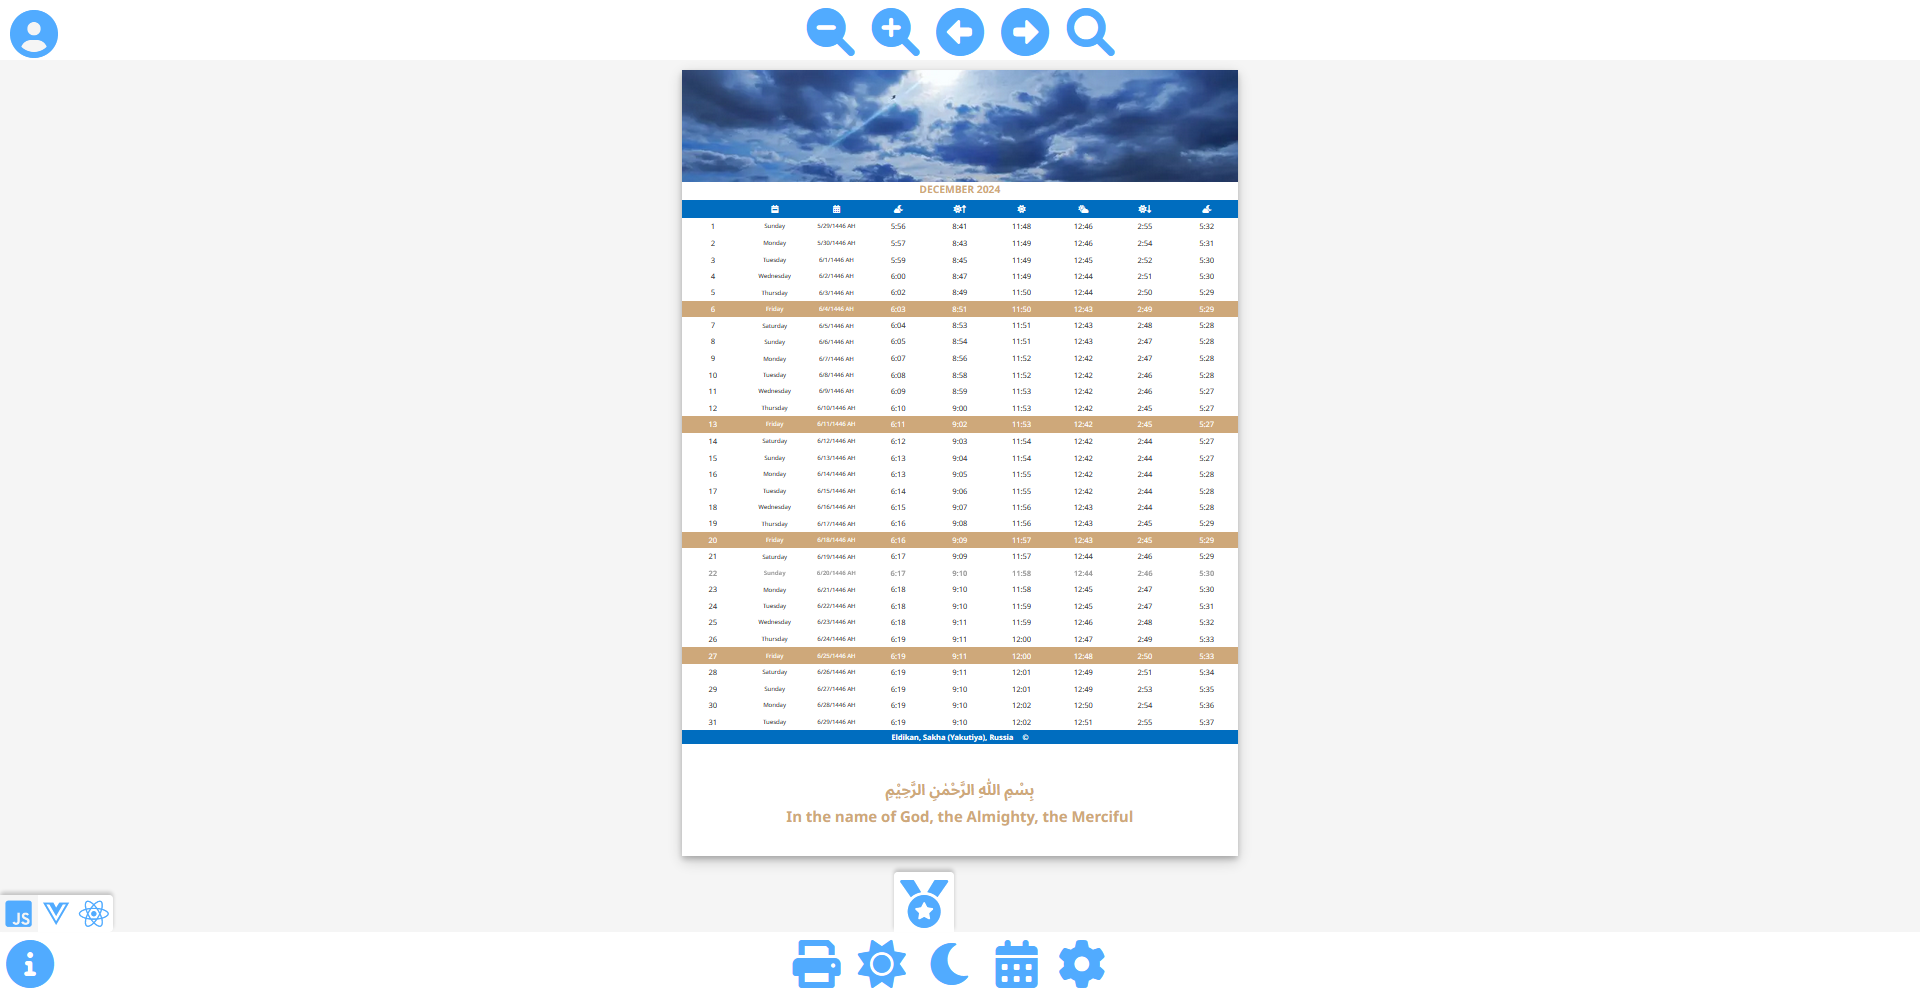 DECEMBER 2024
1 Sunday 5/29/1446 AH 5:56 8:41 11:48 12:46 2:55 5:32
2 Monday 5/30/1446 AH 5:57 8:43 11:49 12:46 2:54 5:31
3 Tuesday 6/1/1446 AH 5:59 8:45 11:49 12:45 2:52 5:30
4 Wednesday 6/2/1446 AH 6:00 8:47 11:49 12:44 2:51 5:30
5 Thursday 6/3/1446 AH 6:02 8:49 11:50 12:44 2:50 5:29
6 Friday 6/4/1446 AH 6:03 8:51 11:50 12:43 2:49 5:29
7 Saturday 6/5/1446 AH 6:04 8:53 11:51 12:43 2:48 5:28
8 Sunday 6/6/1446 AH 6:05 8:54 11:51 12:43 2:47 5:28
9 Monday 6/7/1446 AH 6:07 8:56 11:52 12:42 2:47 5:28
10 Tuesday 6/8/1446 AH 6:08 8:58 11:52 12:42 2:46 5:28
11 Wednesday 6/9/1446 AH 6:09 8:59 11:53 12:42 2:46 5:27
12 Thursday 6/10/1446 AH 6:10 9:00 11:53 12:42 2:45 5:27
13 Friday 6/11/1446 AH 6:11 9:02 11:53 12:42 2:45 5:27
14 Saturday 6/12/1446 AH 6:12 9:03 11:54 12:42 2:44 5:27
15 Sunday 6/13/1446 AH 6:13 9:04 11:54 12:42 2:44 5:27
16 Monday 6/14/1446 AH 6:13 9:05 11:55 12:42 2:44 5:28
17 Tuesday 6/15/1446 AH 6:14 9:06 11:55 12:42 2:44 5:28
18 Wednesday 6/16/1446 AH 6:15 9:07 11:56 12:43 2:44 5:28
19 Thursday 6/17/1446 AH 6:16 9:08 11:56 12:43 2:45 5:29
20 Friday 6/18/1446 AH 6:16 9:09 11:57 12:43 2:45 5:29
21 Saturday 6/19/1446 AH 6:17 9:09 11:57 12:44 2:46 5:29
22 Sunday 6/20/1446 AH 6:17 9:10 11:58 12:44 2:46 5:30
23 Monday 6/21/1446 AH 6:18 9:10 11:58 12:45 2:47 5:30
24 Tuesday 6/22/1446 AH 6:18 9:10 11:59 12:45 2:47 5:31
25 Wednesday 6/23/1446 AH 6:18 9:11 11:59 12:46 2:48 5:32
26 Thursday 6/24/1446 AH 6:19 9:11 12:00 12:47 2:49 5:33
27 Friday 6/25/1446 AH 6:19 9:11 12:00 12:48 2:50 5:33
28 Saturday 6/26/1446 AH 6:19 9:11 12:01 12:49 2:51 5:34
29 Sunday 6/27/1446 AH 6:19 9:10 12:01 12:49 2:53 5:35
30 Monday 6/28/1446 AH 6:19 9:10 12:02 12:50 2:54 5:36
31 Tuesday 6/29/1446 AH 6:19 9:10 12:02 12:51 2:55 5:37
Eldikan, Sakha (Yakutiya), Russia ©
بِسْمِ اللَّهِ الرَّحْمَٰنِ الرَّحِيْمِ
In the name of God, the Almighty, the Merciful
JS